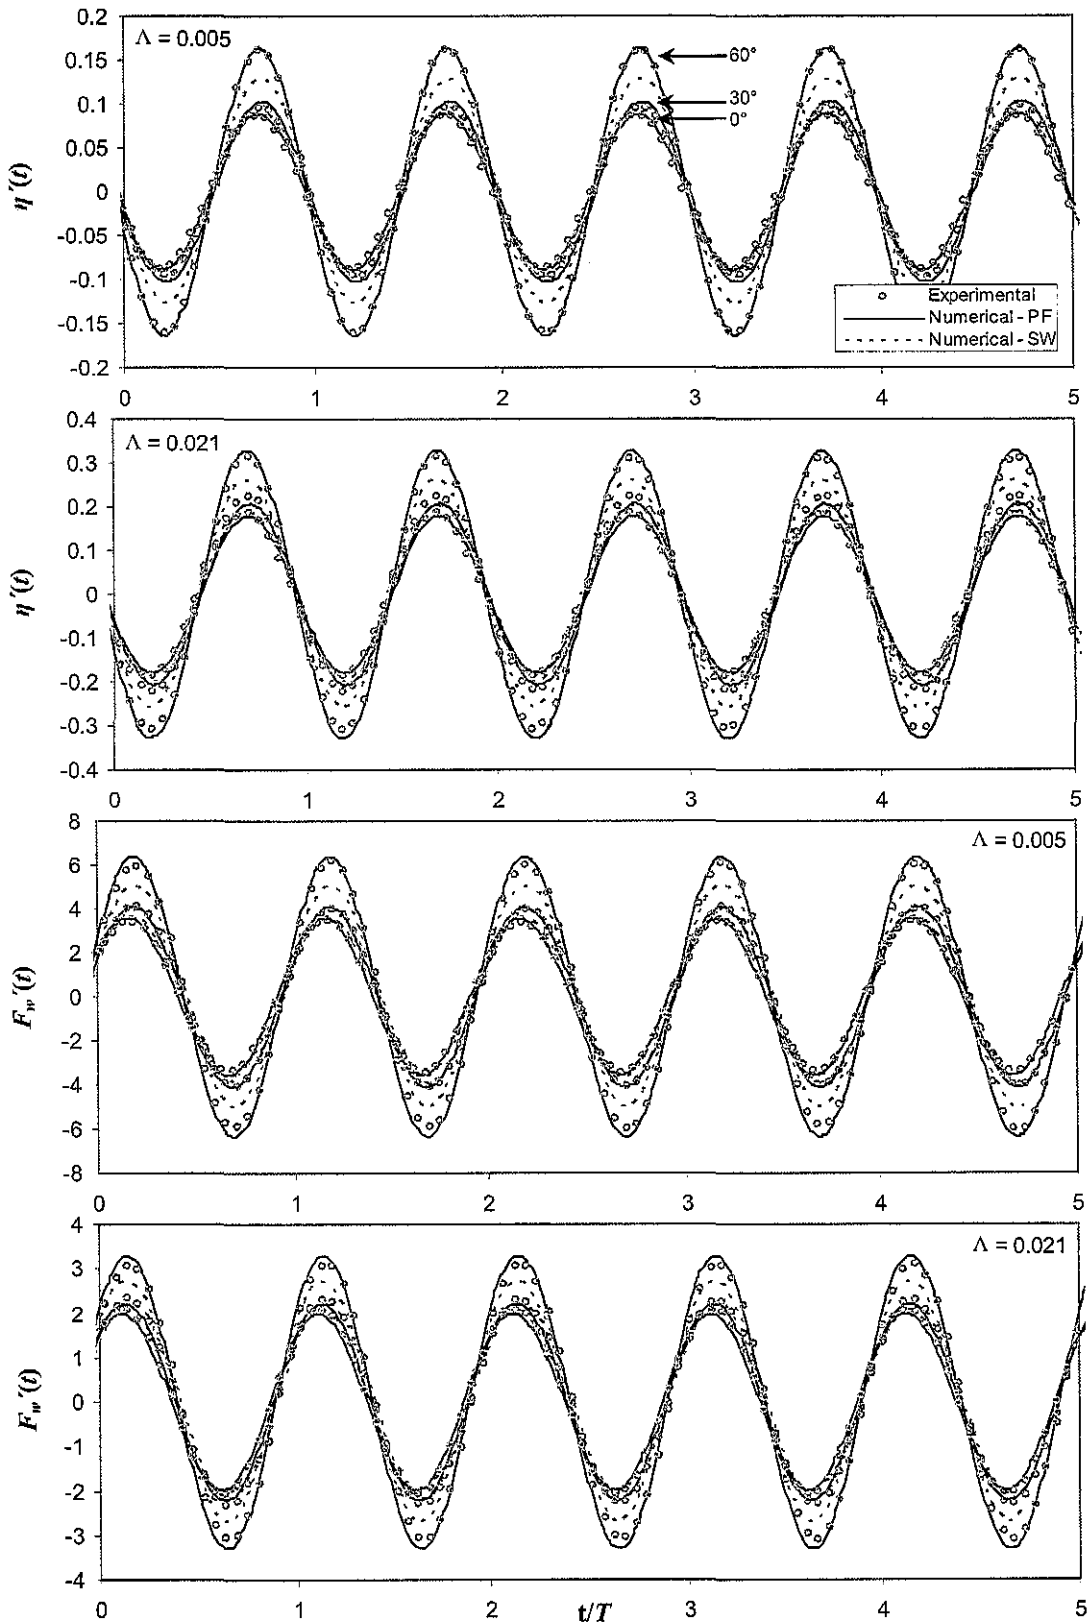 0.2
Λ = 0.005
0.15
60°
0.1
30°
0°
0.05
0
-0.05
-0.1
-0.15
-0.2
η´(t)
Experimental
Numerical - PF
Numerical - SW
0 1 2 3 4 5
0.4
Λ = 0.021
0.3
0.2
0.1
0
-0.1
-0.2
-0.3
-0.4
η´(t)
0 1 2 3 4 5
8
Λ = 0.005
6
4
2
0
-2
-4
-6
-8
F_w´(t)
0 1 2 3 4 5
4
Λ = 0.021
3
2
1
0
-1
-2
-3
-4
F_w´(t)
0 1 2 3 4 5
t/T